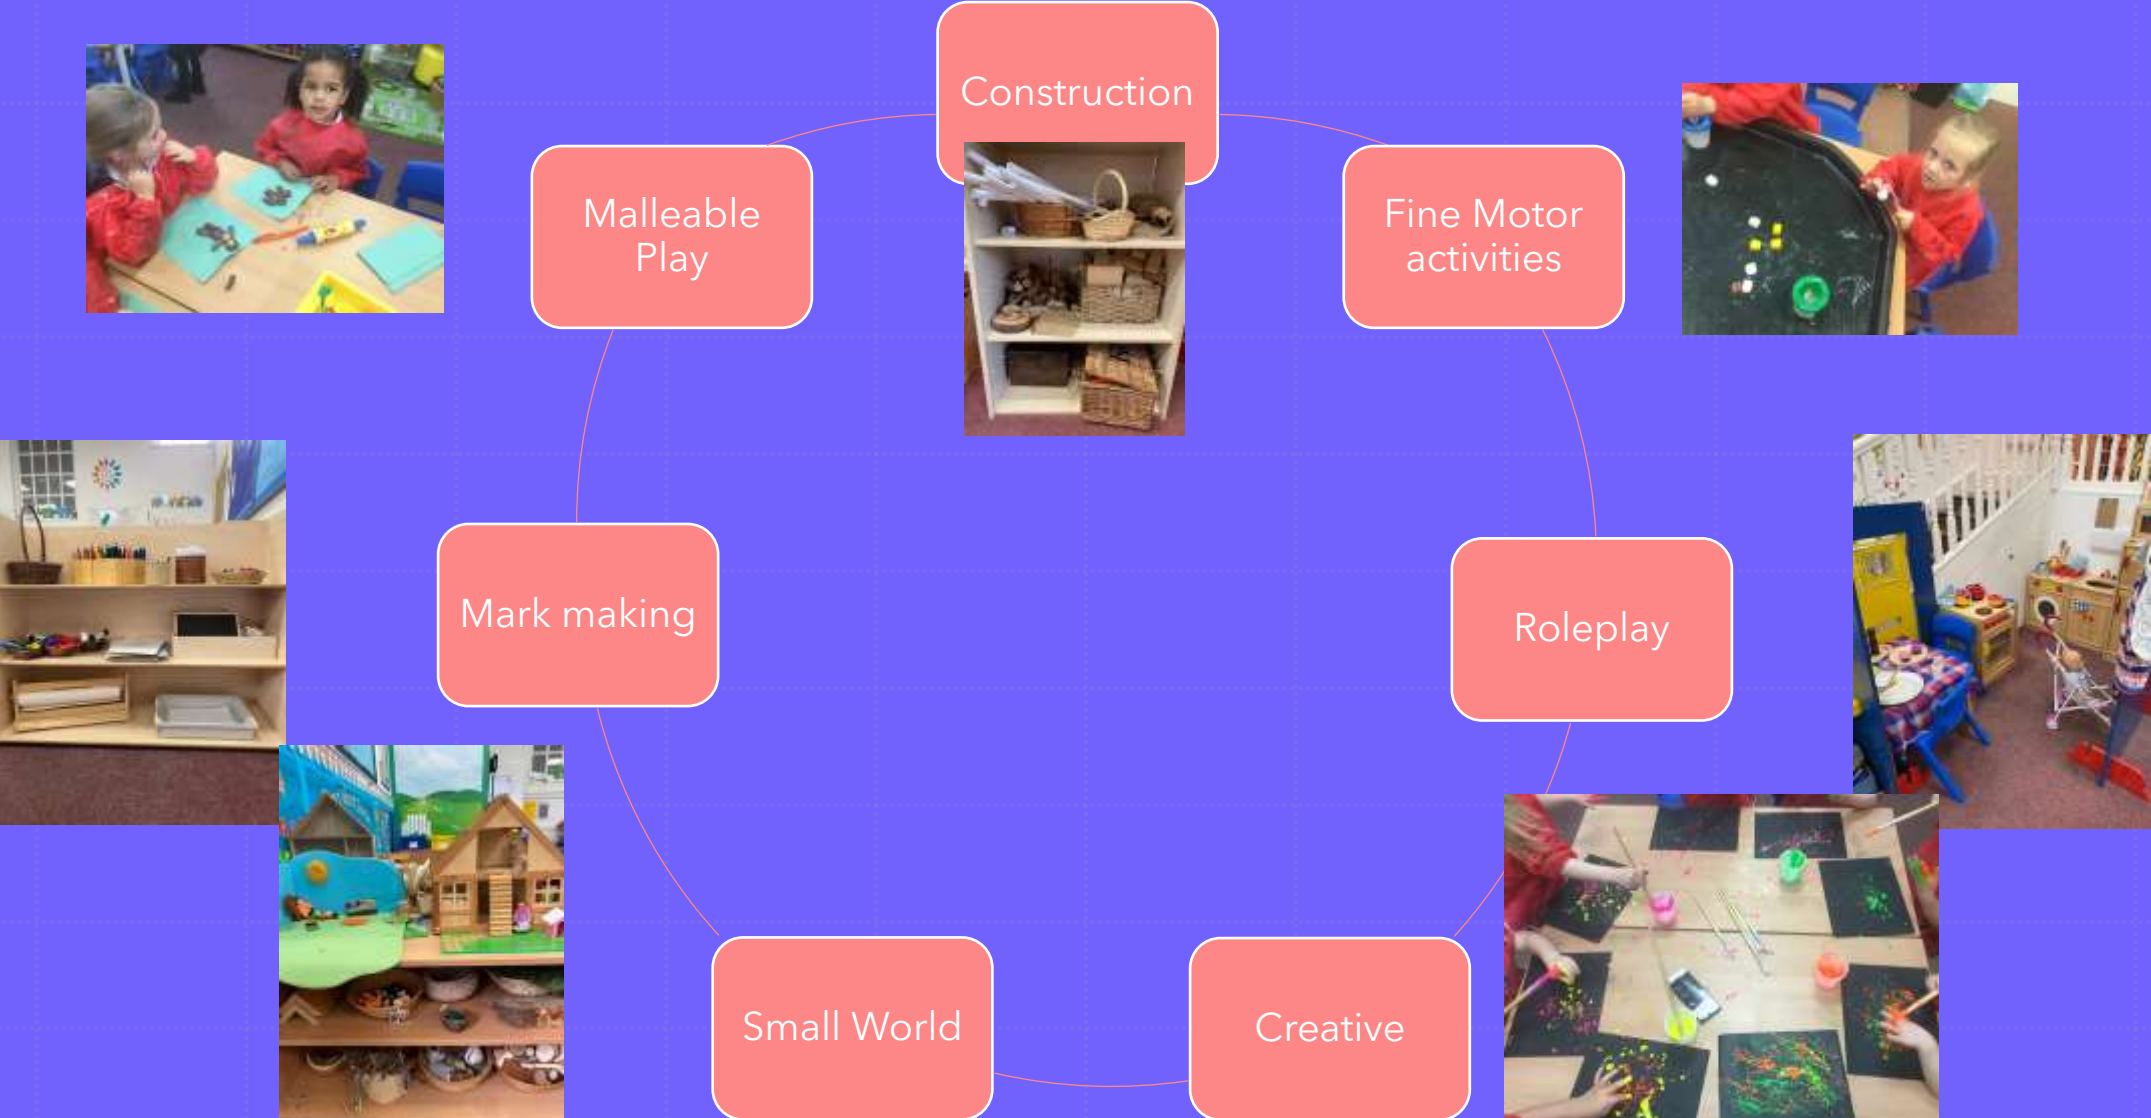 Construction
Malleable
Play
Fine Motor
activities
Mark making
Roleplay
Small World
Creative